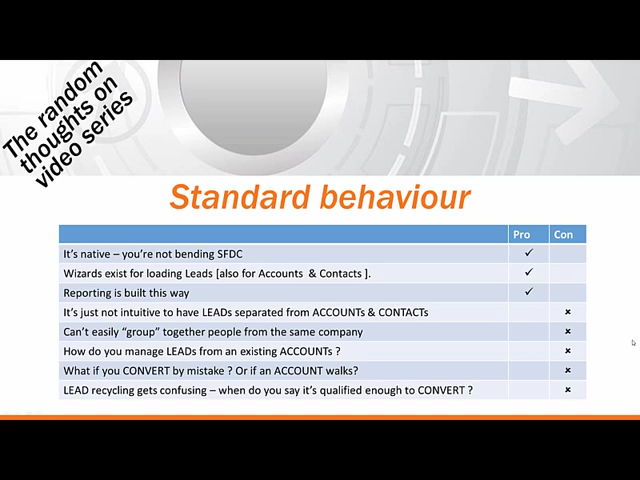 The random
thoughts on
video series
Standard behaviour
Pro Con
It's native – you're not bending SFDC ✓
Wizards exist for loading Leads [also for Accounts & Contacts ]. ✓
Reporting is built this way ✓
It's just not intuitive to have LEADs separated from ACCOUNTs & CONTACTs ×
Can't easily “group” together people from the same company ×
How do you manage LEADs from an existing ACCOUNTs ? ×
What if you CONVERT by mistake ? Or if an ACCOUNT walks? ×
LEAD recycling gets confusing – when do you say it's qualified enough to CONVERT ? ×